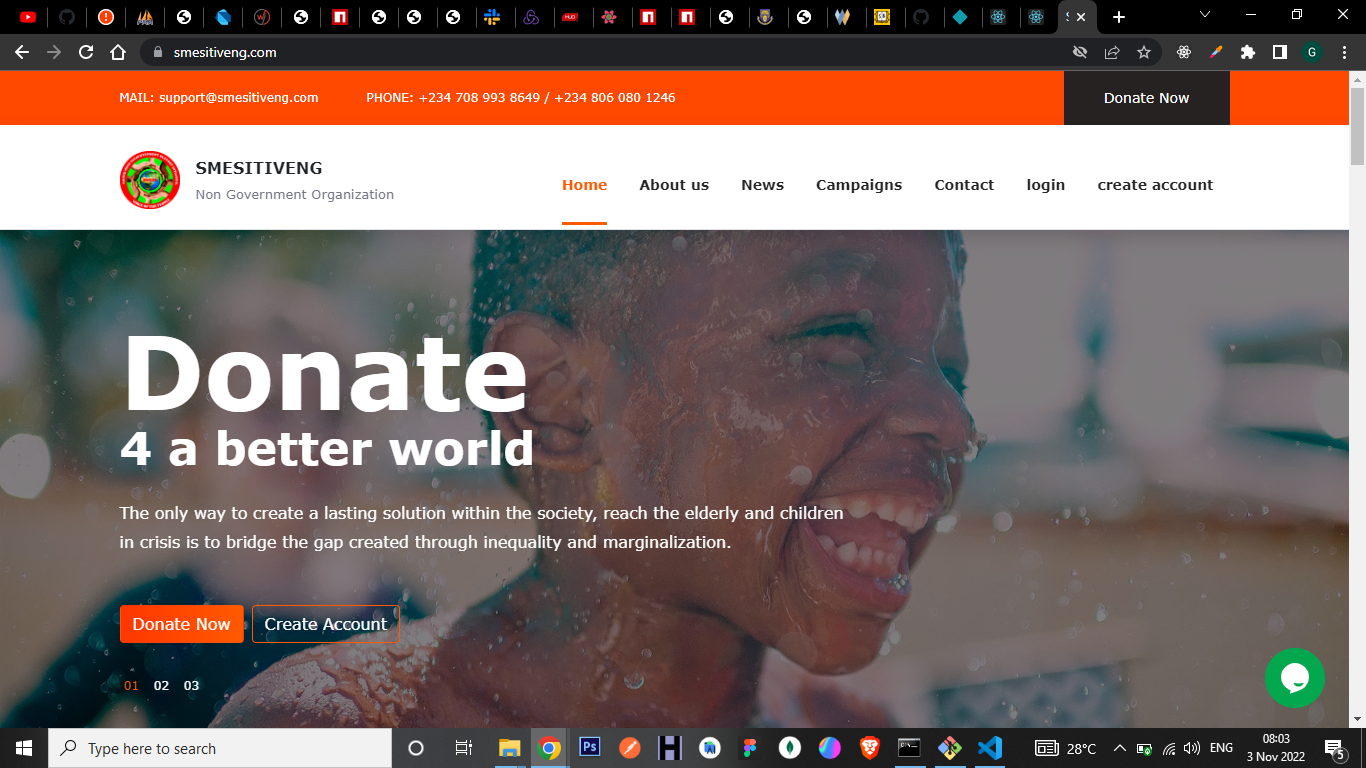 smesitiveng.com
G
MAIL: support@smesitiveng.com PHONE: +234 708 993 8649 / +234 806 080 1246
Donate Now
SMESITIVENG
Non Government Organization
Home About us News Campaigns Contact login create account
Donate
4 a better world
The only way to create a lasting solution within the society, reach the elderly and children
in crisis is to bridge the gap created through inequality and marginalization.
Donate Now Create Account
01 02 03
Type here to search
Ps
28°C
ENG
08:03
3 Nov 2022
5